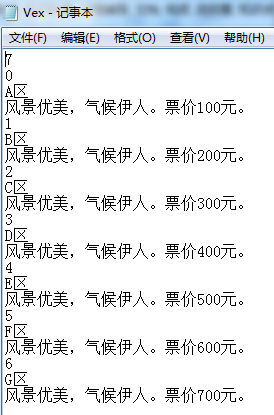 Vex - 记事本
文件(F) 编辑(E) 格式(O) 查看(V) 帮助(H)
7
0
A区
风景优美，气候伊人。票价100元。
1
B区
风景优美，气候伊人。票价200元。
2
C区
风景优美，气候伊人。票价300元。
3
D区
风景优美，气候伊人。票价400元。
4
E区
风景优美，气候伊人。票价500元。
5
F区
风景优美，气候伊人。票价600元。
6
G区
风景优美，气候伊人。票价700元。